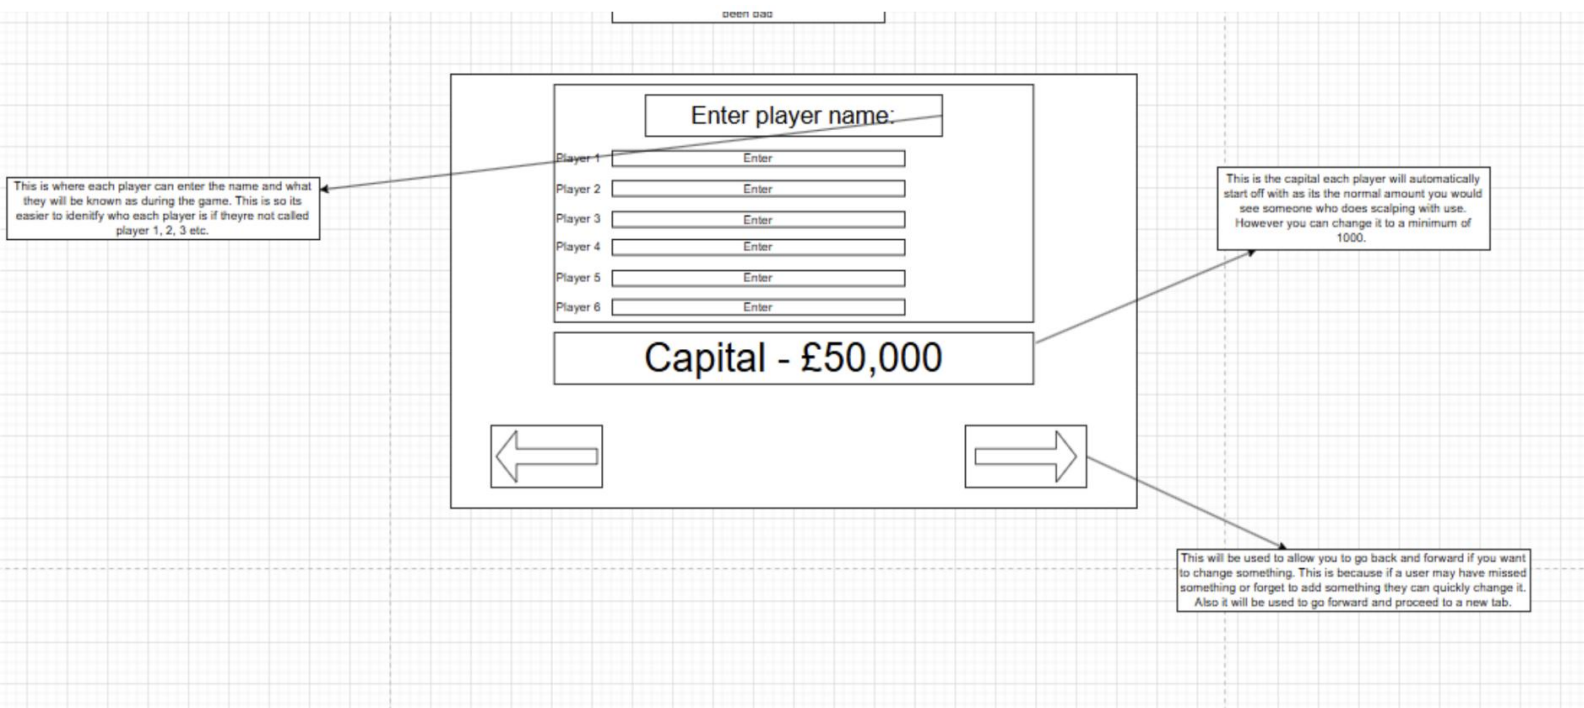 been bad
Enter player name:
Player 1 Enter
Player 2 Enter
Player 3 Enter
Player 4 Enter
Player 5 Enter
Player 6 Enter
Capital - £50,000
This is where each player can enter the name and what
they will be known as during the game. This is so its
easier to idenitfy who each player is if theyre not called
player 1, 2, 3 etc.
This is the capital each player will automatically
start off with as its the normal amount you would
see someone who does scalping with use.
However you can change it to a minimum of
1000.
This will be used to allow you to go back and forward if you want
to change something. This is because if a user may have missed
something or forget to add something they can quickly change it.
Also it will be used to go forward and proceed to a new tab.